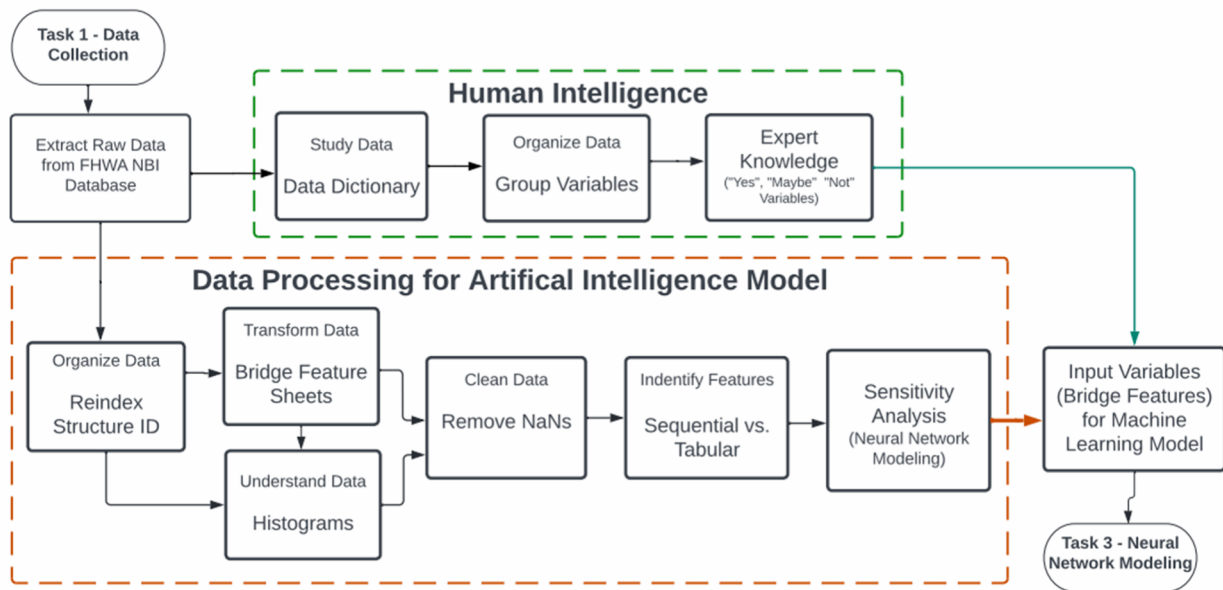 Task 1 - Data
Collection
Extract Raw Data
from FHWA NBI
Database
Human Intelligence
Study Data
Data Dictionary
Organize Data
Group Variables
Expert
Knowledge
("Yes", "Maybe" "Not"
Variables)
Data Processing for Artifical Intelligence Model
Organize Data
Reindex
Structure ID
Transform Data
Bridge Feature
Sheets
Understand Data
Histograms
Clean Data
Remove NaNs
Indentify Features
Sequential vs.
Tabular
Sensitivity
Analysis
(Neural Network
Modeling)
Input Variables
(Bridge Features)
for Machine
Learning Model
Task 3 - Neural
Network Modeling